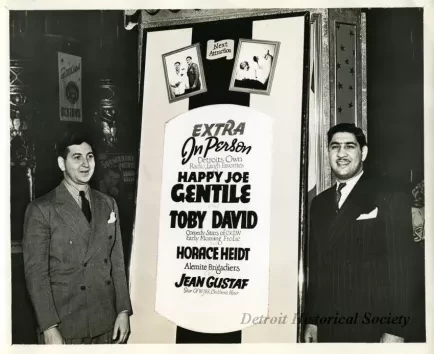 Next
Attraction
EXTRA
In Person
Detroit's Own
Radio Laugh Favorites
HAPPY JOE
GENTILE
TOBY DAVID
Comedy Stars of CKLW
Early Morning Frolic
HORACE HEIDT
Alemite Brigadiers
JEAN GUSTAF
Detroit Historical Society